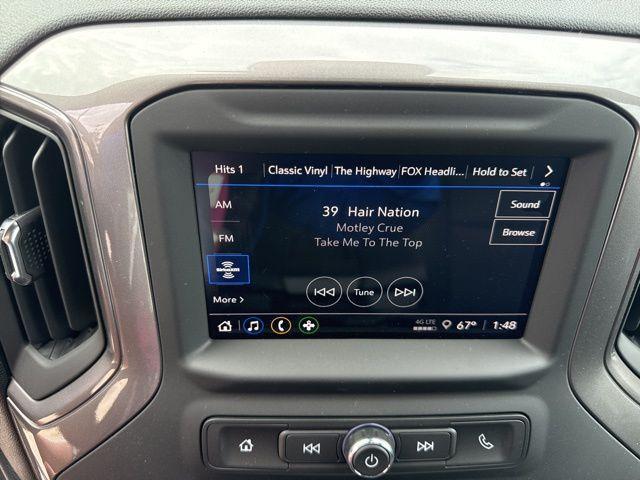 Hits 1 Classic Vinyl The Highway FOX Headli... Hold to Set
AM
39 Hair Nation
Sound
Motley Crue
FM
Take Me To The Top
Browse
SiriusXM
Tune
More
4G LTE 67° 1:48